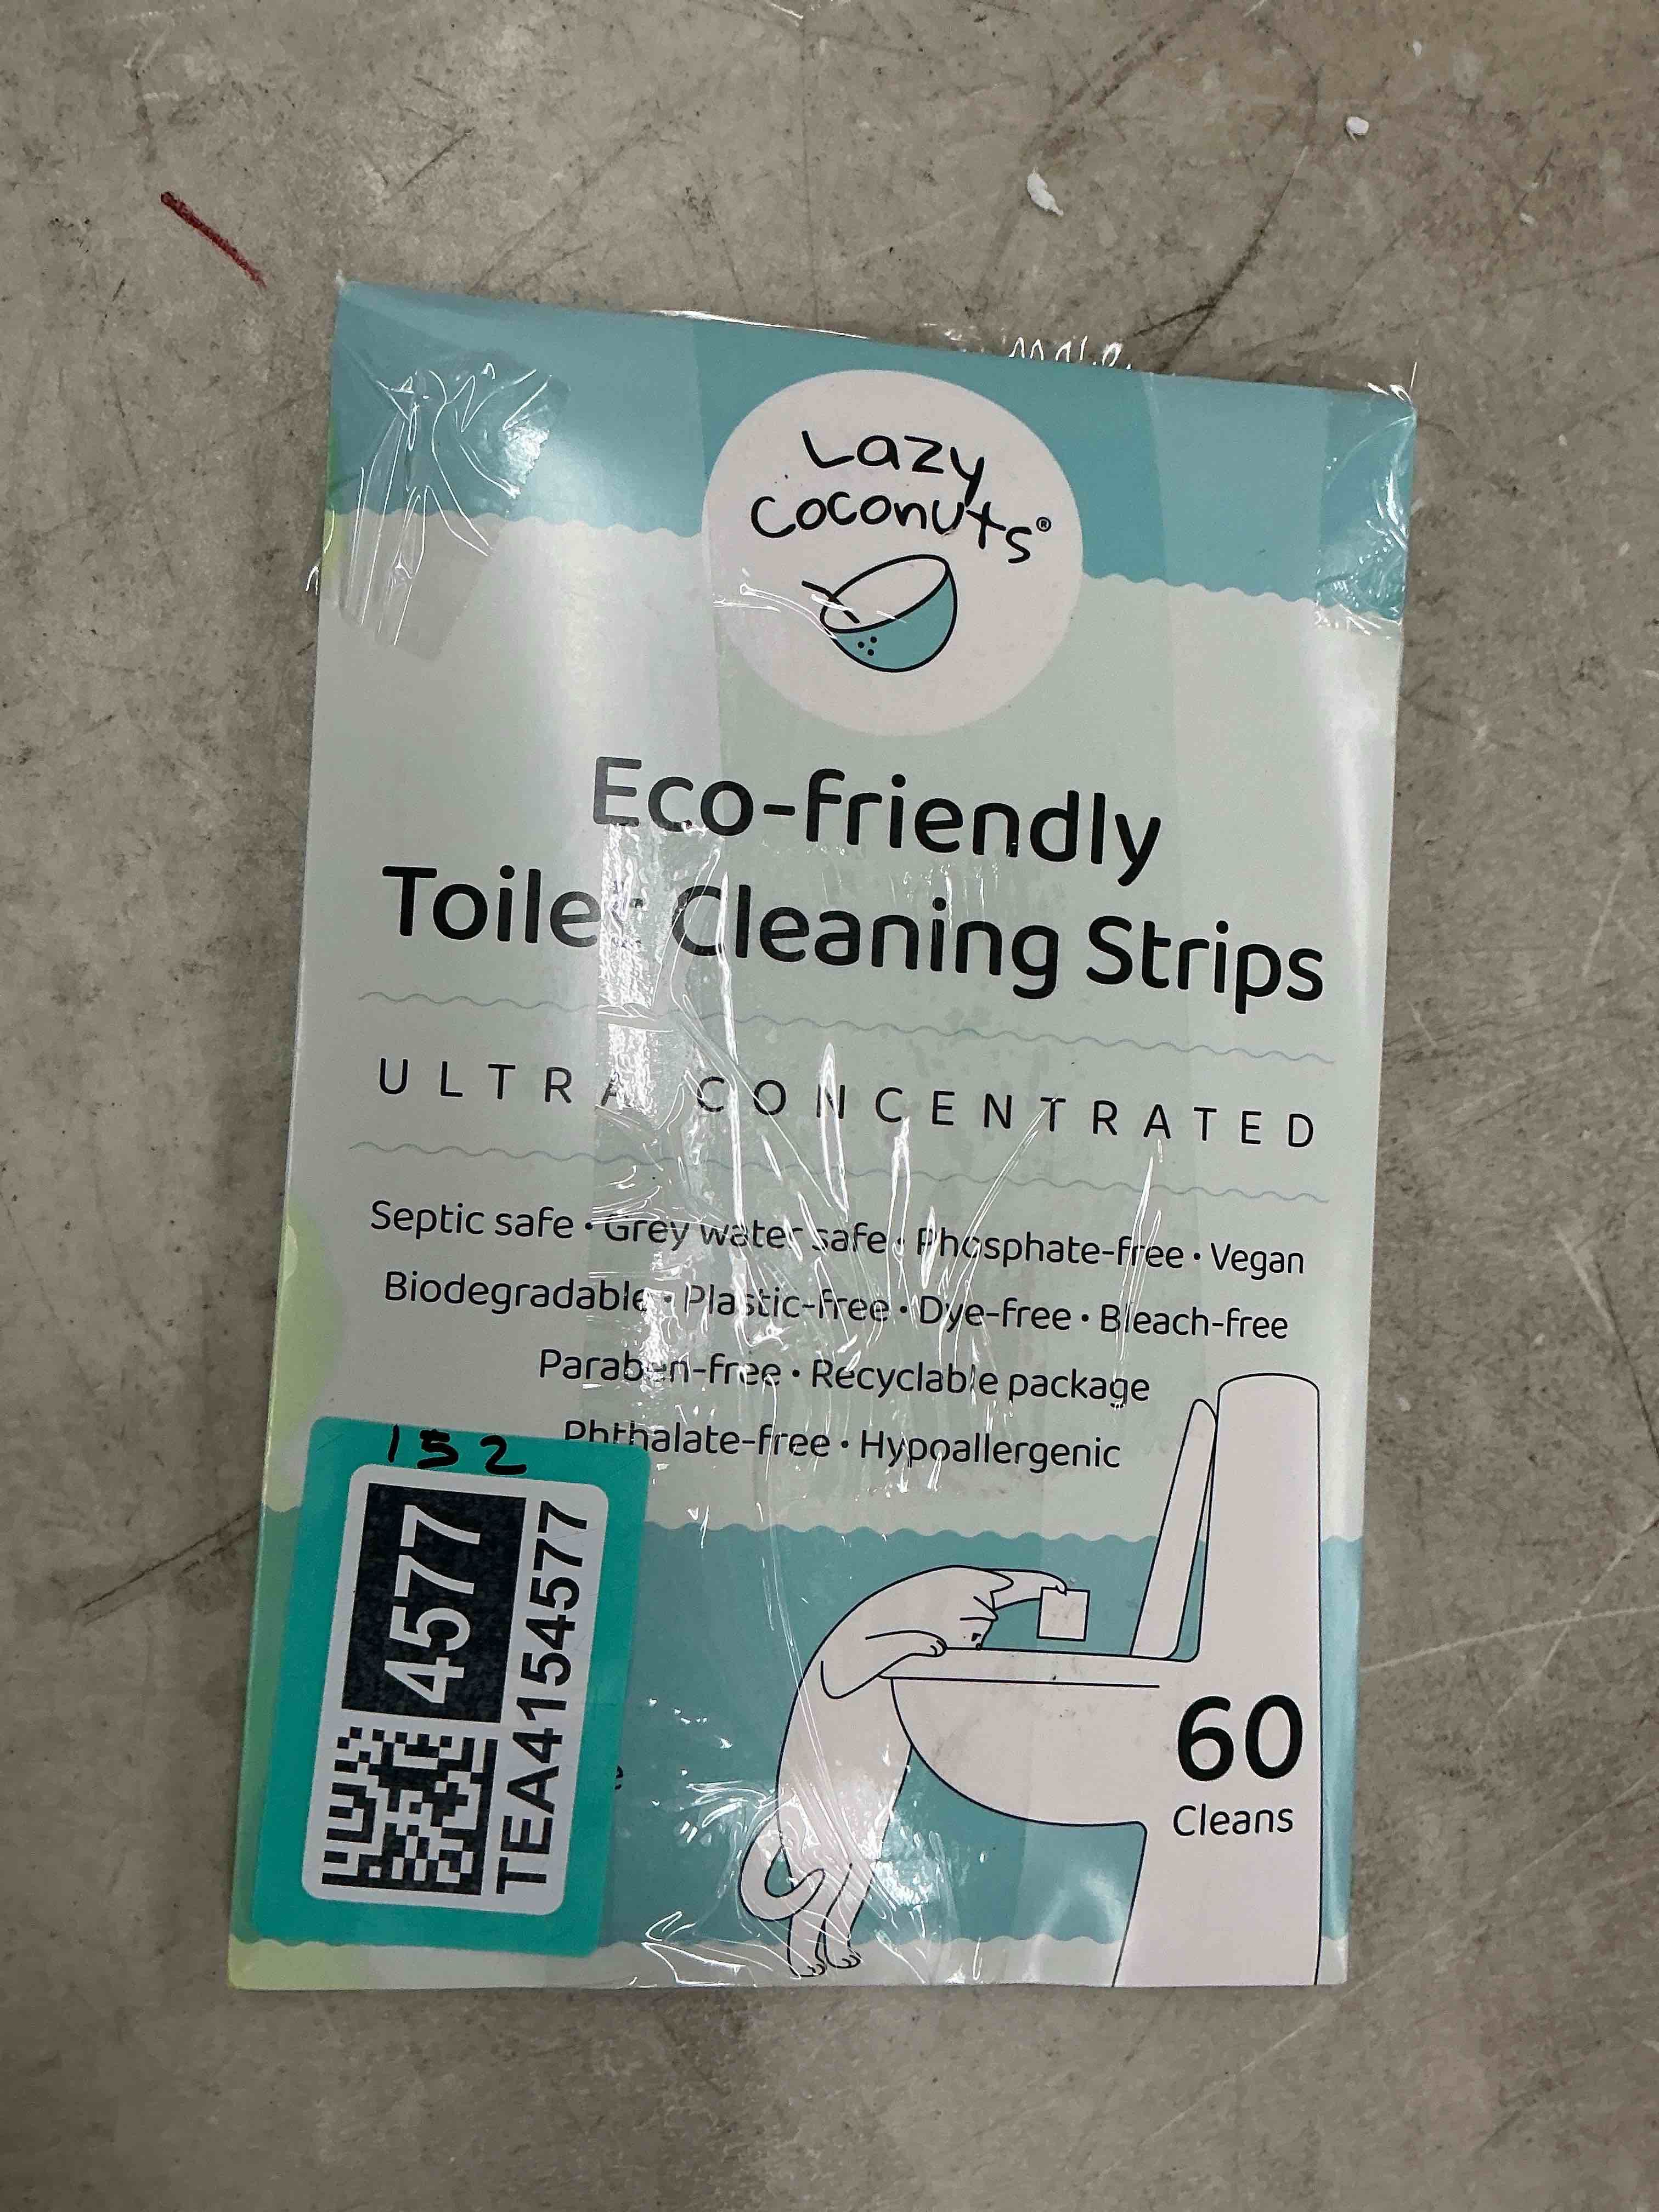 Lazy
Coconuts®
Eco-friendly
Toilet Cleaning Strips
ULTRA CONCENTRATED
Septic safe • Grey water safe • Phosphate-free • Vegan
Biodegradable • Plastic-free • Dye-free • Bleach-free
Paraben-free • Recyclable package
Phthalate-free • Hypoallergenic
152
4577
TEA4154577
60
Cleans